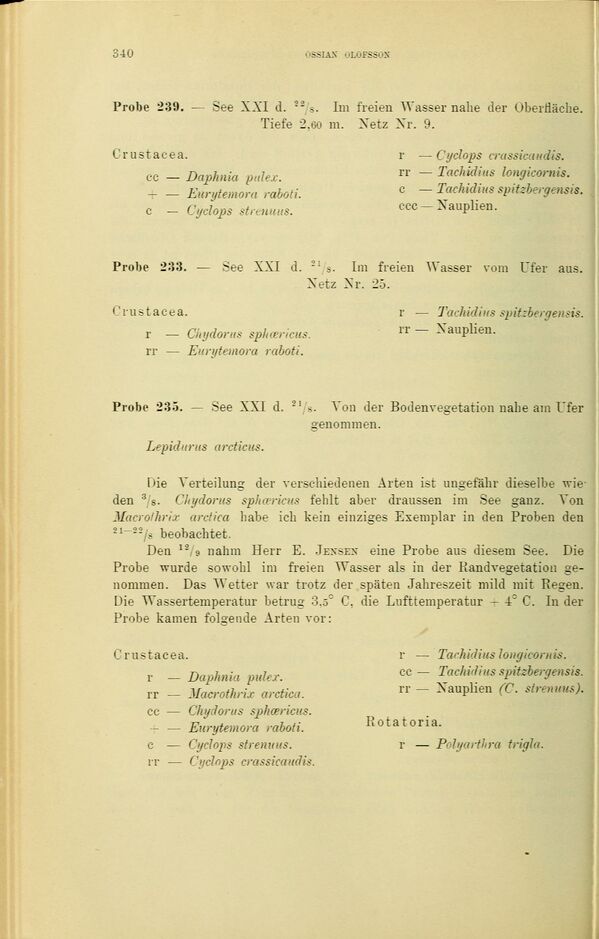 340
OSSIAN OLOFSSON
Probe 239. — See XXI d. 22/8. Im freien Wasser nahe der Oberfläche.
Tiefe 2,60 m. Netz Nr. 9.
Crustacea.
cc — Daphnia pulex.
+ — Eurytemora raboti.
c — Cyclops strenuus.
r — Cyclops crassicaudis.
rr — Tachidius longicornis.
c — Tachidius spitzbergensis.
ccc — Nauplien.
Probe 233. — See XXI d. 21/8. Im freien Wasser vom Ufer aus.
Netz Nr. 25.
Crustacea.
r — Chydorus sphæricus.
rr — Eurytemora raboti.
r — Tachidius spitzbergensis.
rr — Nauplien.
Probe 235. — See XXI d. 21/8. Von der Bodenvegetation nahe am Ufer
genommen.
Lepidurus arcticus.
Die Verteilung der verschiedenen Arten ist ungefähr dieselbe wie
den 3/8. Chydorus sphæricus fehlt aber draussen im See ganz. Von
Macrothrix arctica habe ich kein einziges Exemplar in den Proben den
21—22/8 beobachtet.
Den 12/9 nahm Herr E. JENSEN eine Probe aus diesem See. Die
Probe wurde sowohl im freien Wasser als in der Randvegetation ge-
nommen. Das Wetter war trotz der späten Jahreszeit mild mit Regen.
Die Wassertemperatur betrug 3,5° C, die Lufttemperatur + 4° C. In der
Probe kamen folgende Arten vor:
Crustacea.
r — Daphnia pulex.
rr — Macrothrix arctica.
cc — Chydorus sphæricus.
+ — Eurytemora raboti.
c — Cyclops strenuus.
rr — Cyclops crassicaudis.
r — Tachidius longicornis.
cc — Tachidius spitzbergensis.
rr — Nauplien (C. strenuus).
Rotatoria.
r — Polyarthra trigla.